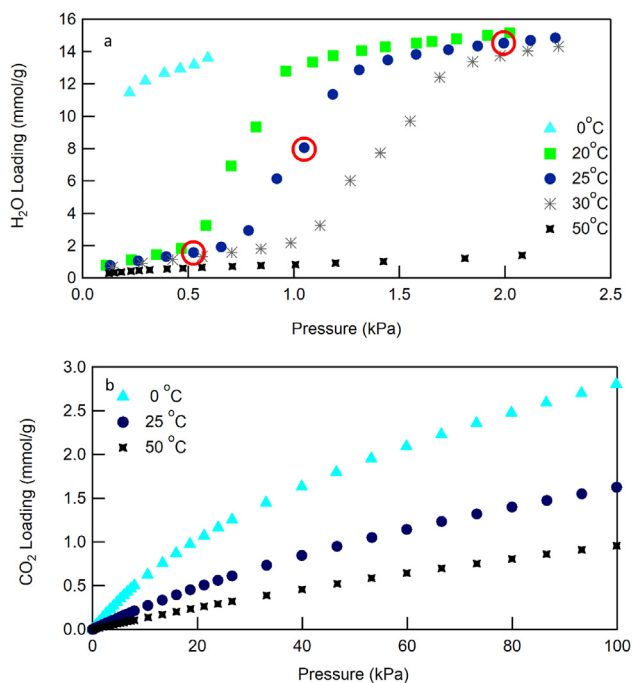 a
16
14
12
10
8
6
4
2
0
H₂O Loading (mmol/g)
0°C
20°C
25°C
30°C
50°C
0.0 0.5 1.0 1.5 2.0 2.5
Pressure (kPa)
b
3.0
2.5
2.0
1.5
1.0
0.5
0.0
CO₂ Loading (mmol/g)
0 °C
25 °C
50 °C
0 20 40 60 80 100
Pressure (kPa)